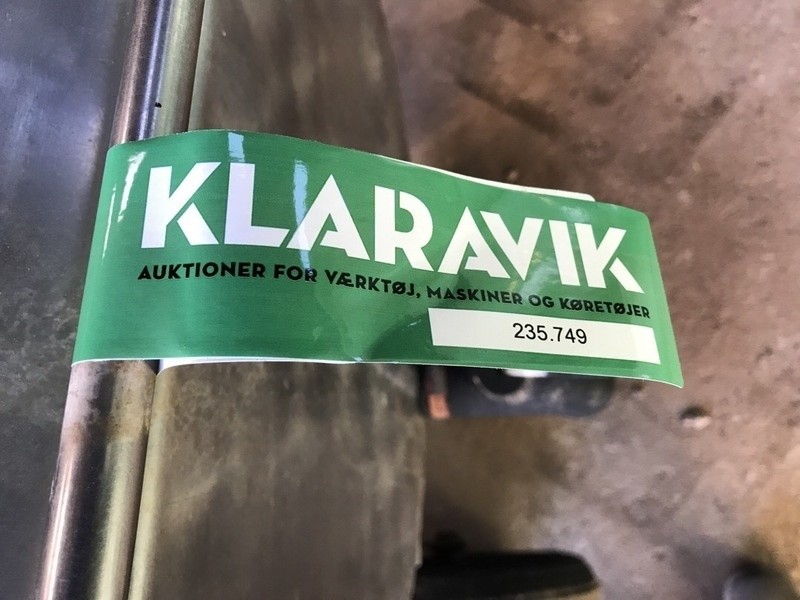 KLARAVIK
AUKTIONER FOR VÆRKTØJ, MASKINER OG KØRETØJER
235.749